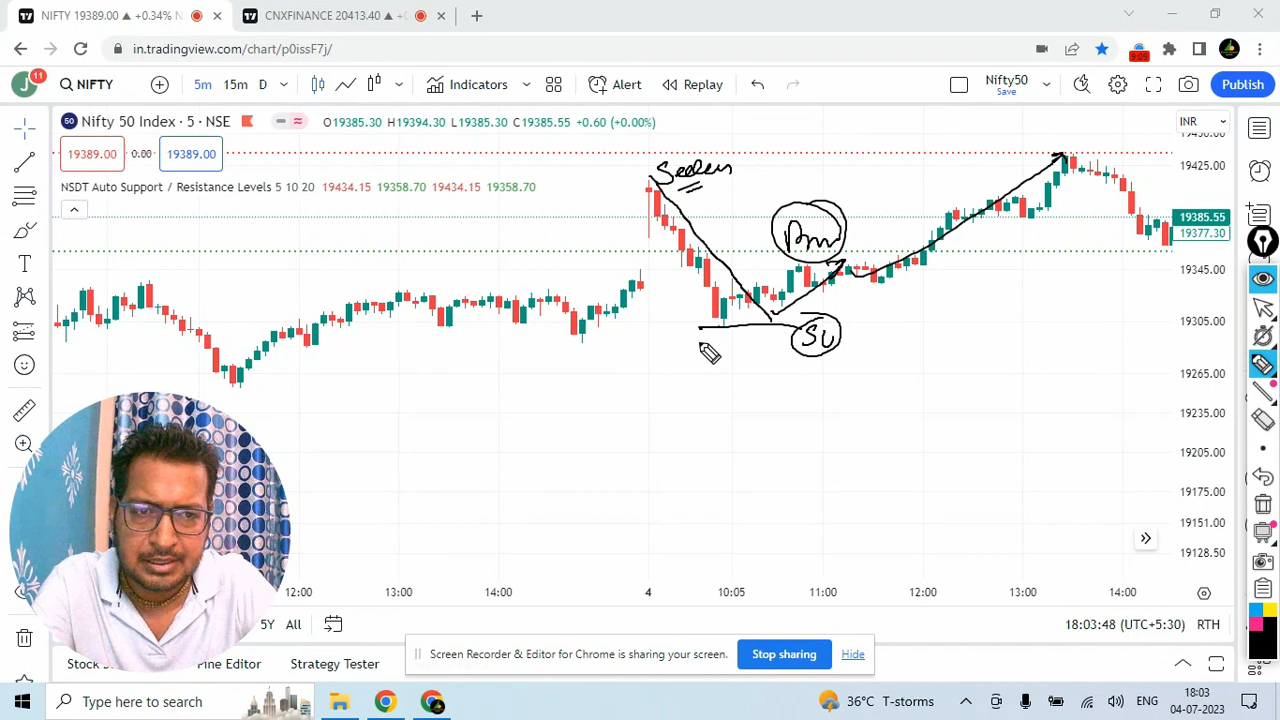 NIFTY 19389.00 ▲ +0.34% N
CNXFINANCE 20413.40 ▲ +0
in.tradingview.com/chart/p0issF7j/
9:09
J
11
NIFTY
5m 15m D
Indicators
Alert
Replay
Nifty50
Save
Publish
50 Nifty 50 Index · 5 · NSE
O19385.30 H19394.30 L19385.30 C19385.55 +0.60 (+0.00%)
INR
19389.00 0.00 19389.00
NSDT Auto Support / Resistance Levels 5 10 20 19434.15 19358.70 19434.15 19358.70
SU
19450.00
19425.00
19385.55
19377.30
19345.00
19305.00
19265.00
19235.00
19205.00
19175.00
19151.00
19128.50
12:00 13:00 14:00 4 10:05 11:00 12:00 13:00 14:00
5Y All
18:03:48 (UTC+5:30) RTH
Stock
Pine Editor
Strategy Tester
Screen Recorder & Editor for Chrome is sharing your screen.
Stop sharing
Hide
Type here to search
36°C T-storms
ENG
18:03
04-07-2023